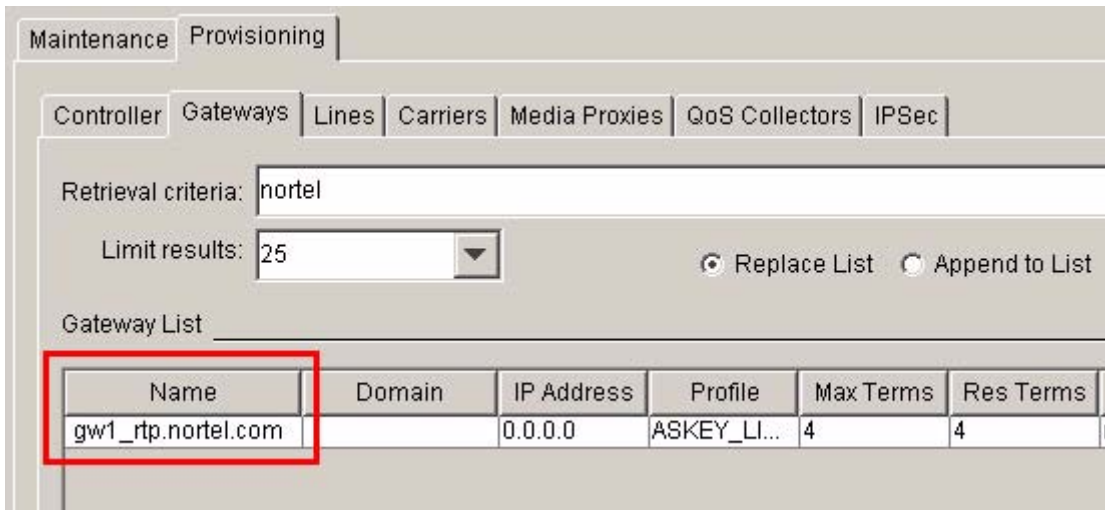 Maintenance Provisioning
Controller Gateways Lines Carriers Media Proxies QoS Collectors IPSec
Retrieval criteria: nortel
Limit results: 25 Replace List Append to List
Gateway List
Name Domain IP Address Profile Max Terms Res Terms
gw1_rtp.nortel.com 0.0.0.0 ASKEY_LI... 4 4